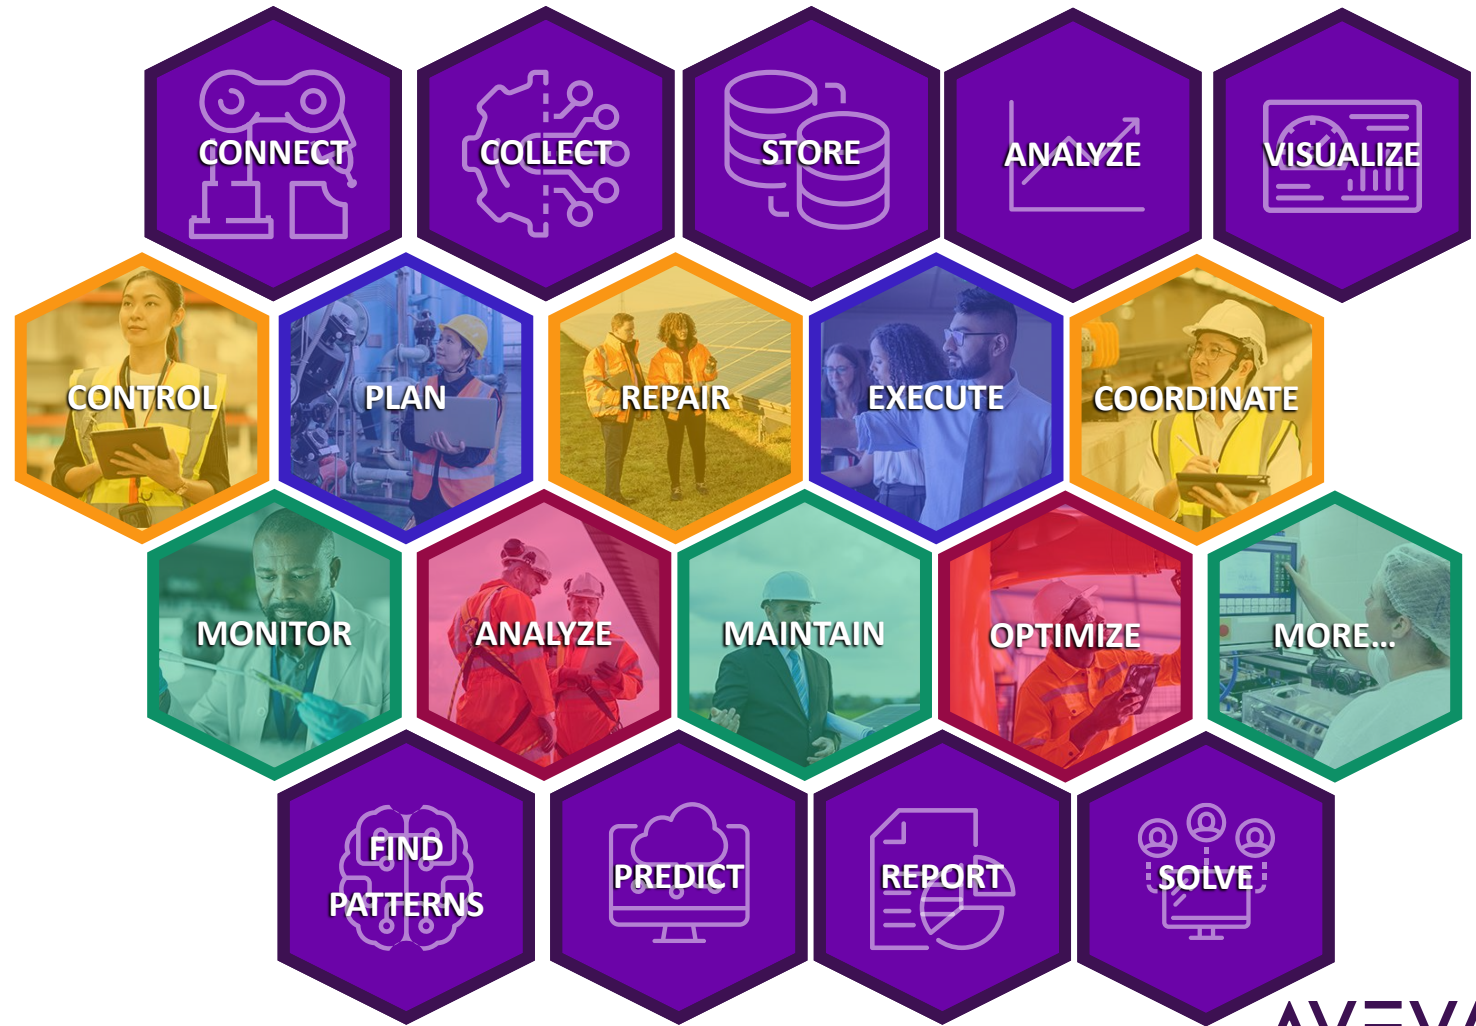 CONNECT
COLLECT
STORE
ANALYZE
VISUALIZE
CONTROL
PLAN
REPAIR
EXECUTE
COORDINATE
MONITOR
ANALYZE
MAINTAIN
OPTIMIZE
MORE...
FIND
PATTERNS
PREDICT
REPORT
SOLVE
AVEVA